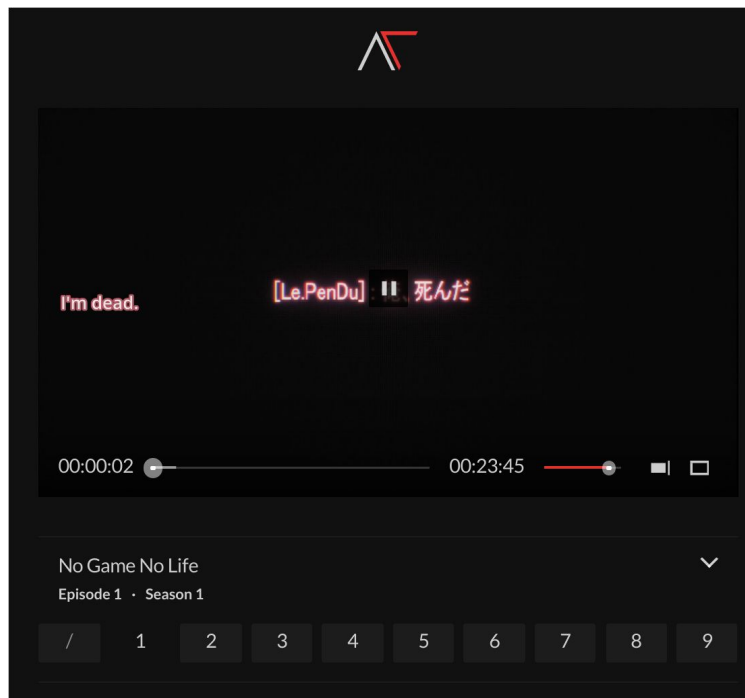 I'm dead.
[Le.PenDu] : は、死んだ
00:00:02
00:23:45
No Game No Life
Episode 1 · Season 1
/ 1 2 3 4 5 6 7 8 9